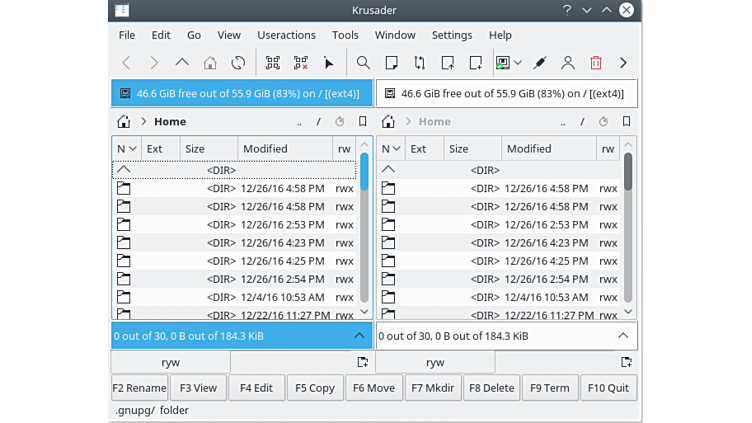 Krusader
File Edit Go View Useractions Tools Window Settings Help
46.6 GiB free out of 55.9 GiB (83%) on / [(ext4)] 46.6 GiB free out of 55.9 GiB (83%) on / [(ext4)]
Home .. / Home .. /
N Ext Size Modified rw N Ext Size Modified rw
<DIR> <DIR>
<DIR> 12/26/16 4:58 PM rwx <DIR> 12/26/16 4:58 PM rwx
<DIR> 12/26/16 4:58 PM rwx <DIR> 12/26/16 4:58 PM rwx
<DIR> 12/26/16 2:53 PM rwx <DIR> 12/26/16 2:53 PM rwx
<DIR> 12/26/16 4:23 PM rwx <DIR> 12/26/16 4:23 PM rwx
<DIR> 12/26/16 4:25 PM rwx <DIR> 12/26/16 4:25 PM rwx
<DIR> 12/26/16 2:54 PM rwx <DIR> 12/26/16 2:54 PM rwx
<DIR> 12/4/16 10:53 AM rwx <DIR> 12/4/16 10:53 AM rwx
<DIR> 12/22/16 11:27 PM rwx <DIR> 12/22/16 11:27 PM rwx
0 out of 30, 0 B out of 184.3 KiB 0 out of 30, 0 B out of 184.3 KiB
ryw ryw
F2 Rename F3 View F4 Edit F5 Copy F6 Move F7 Mkdir F8 Delete F9 Term F10 Quit
.gnupg/ folder